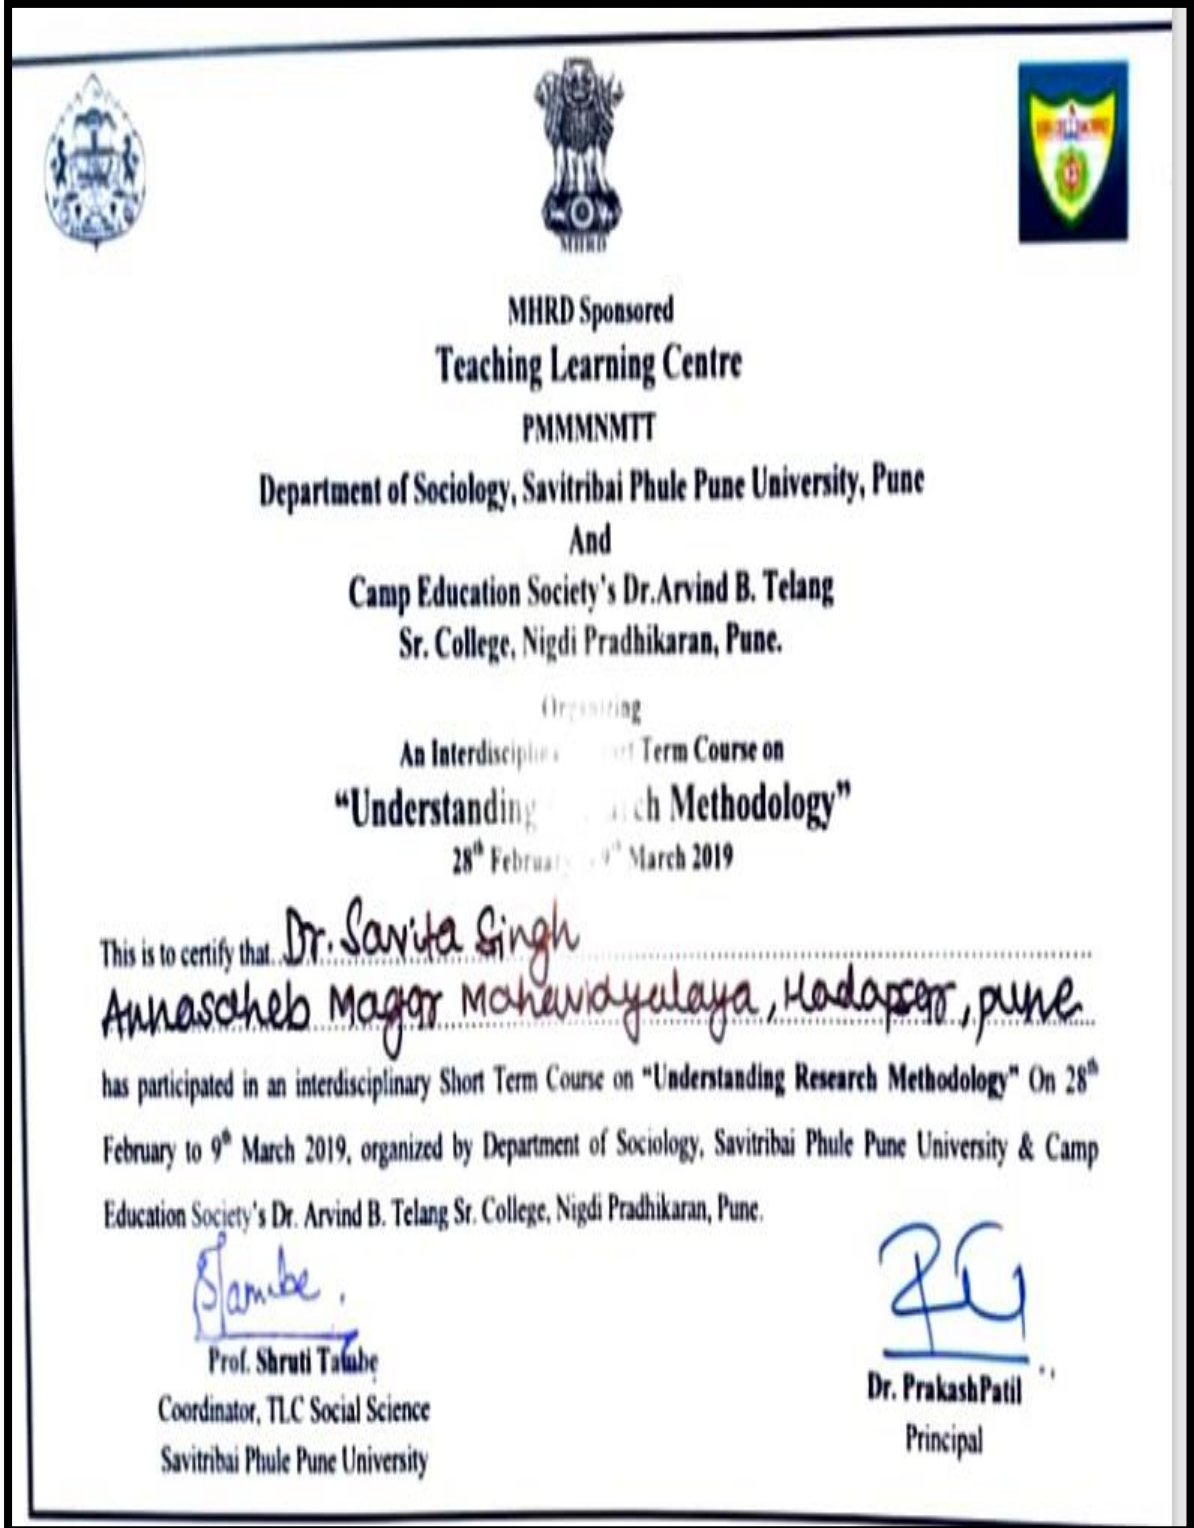 MHRD
MHRD Sponsored
Teaching Learning Centre
PMMMNMTT
Department of Sociology, Savitribai Phule Pune University, Pune
And
Camp Education Society's Dr.Arvind B. Telang
Sr. College, Nigdi Pradhikaran, Pune.
Organizing
An Term Course on
“Understanding Methodology”
28th February 9th March 2019
This is to certify that Dr. Savita Singh
Annasaheb Magar Mahavidyalaya, Hadapsar, pune
has participated in an interdisciplinary Short Term Course on “Understanding Research Methodology” On 28th
February to 9th March 2019, organized by Department of Sociology, Savitribai Phule Pune University & Camp
Education Society's Dr. Arvind B. Telang Sr. College, Nigdi Pradhikaran, Pune.
Prof. Shruti Tambe
Coordinator, TLC Social Science
Savitribai Phule Pune University
Dr. PrakashPatil
Principal